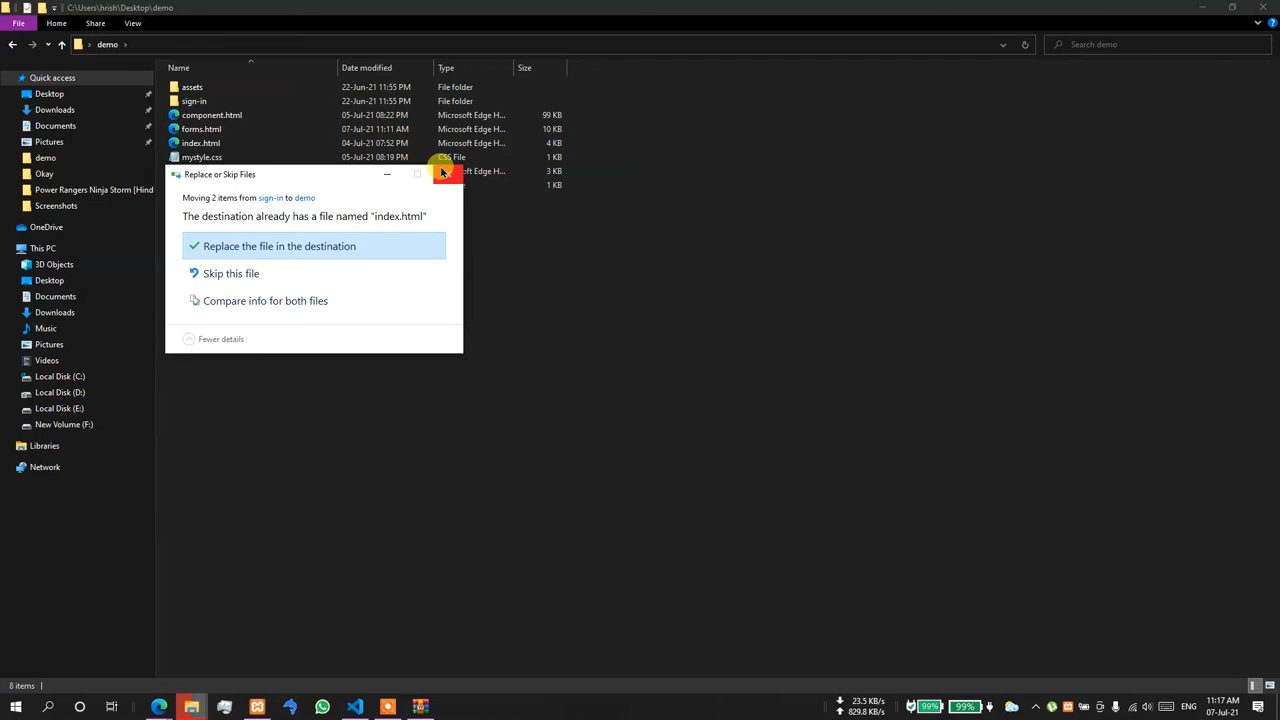 C:\Users\hrish\Desktop\demo
File Home Share View
demo
Search demo
Name Date modified Type Size
Quick access
Desktop
Downloads
Documents
Pictures
demo
Okay
Power Rangers Ninja Storm [Hind
Screenshots
OneDrive
This PC
3D Objects
Desktop
Documents
Downloads
Music
Pictures
Videos
Local Disk (C:)
Local Disk (D:)
Local Disk (E:)
New Volume (F:)
Libraries
Network
assets 22-Jun-21 11:55 PM File folder
sign-in 22-Jun-21 11:55 PM File folder
component.html 05-Jul-21 08:22 PM Microsoft Edge H... 99 KB
forms.html 07-Jul-21 11:11 AM Microsoft Edge H... 10 KB
index.html 04-Jul-21 07:52 PM Microsoft Edge H... 4 KB
mystyle.css 05-Jul-21 08:19 PM CSS File 1 KB
Microsoft Edge H... 3 KB
1 KB
Replace or Skip Files
Moving 2 items from sign-in to demo
The destination already has a file named "index.html"
Replace the file in the destination
Skip this file
Compare info for both files
Fewer details
8 items
23.5 KB/s
829.8 KB/s
99%
99%
ENG
11:17 AM
07-Jul-21